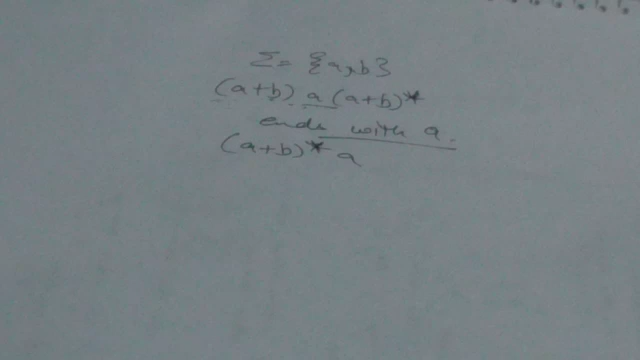 Σ = {a,b}
(a+b) a (a+b)*
ends with a.
(a+b)* a